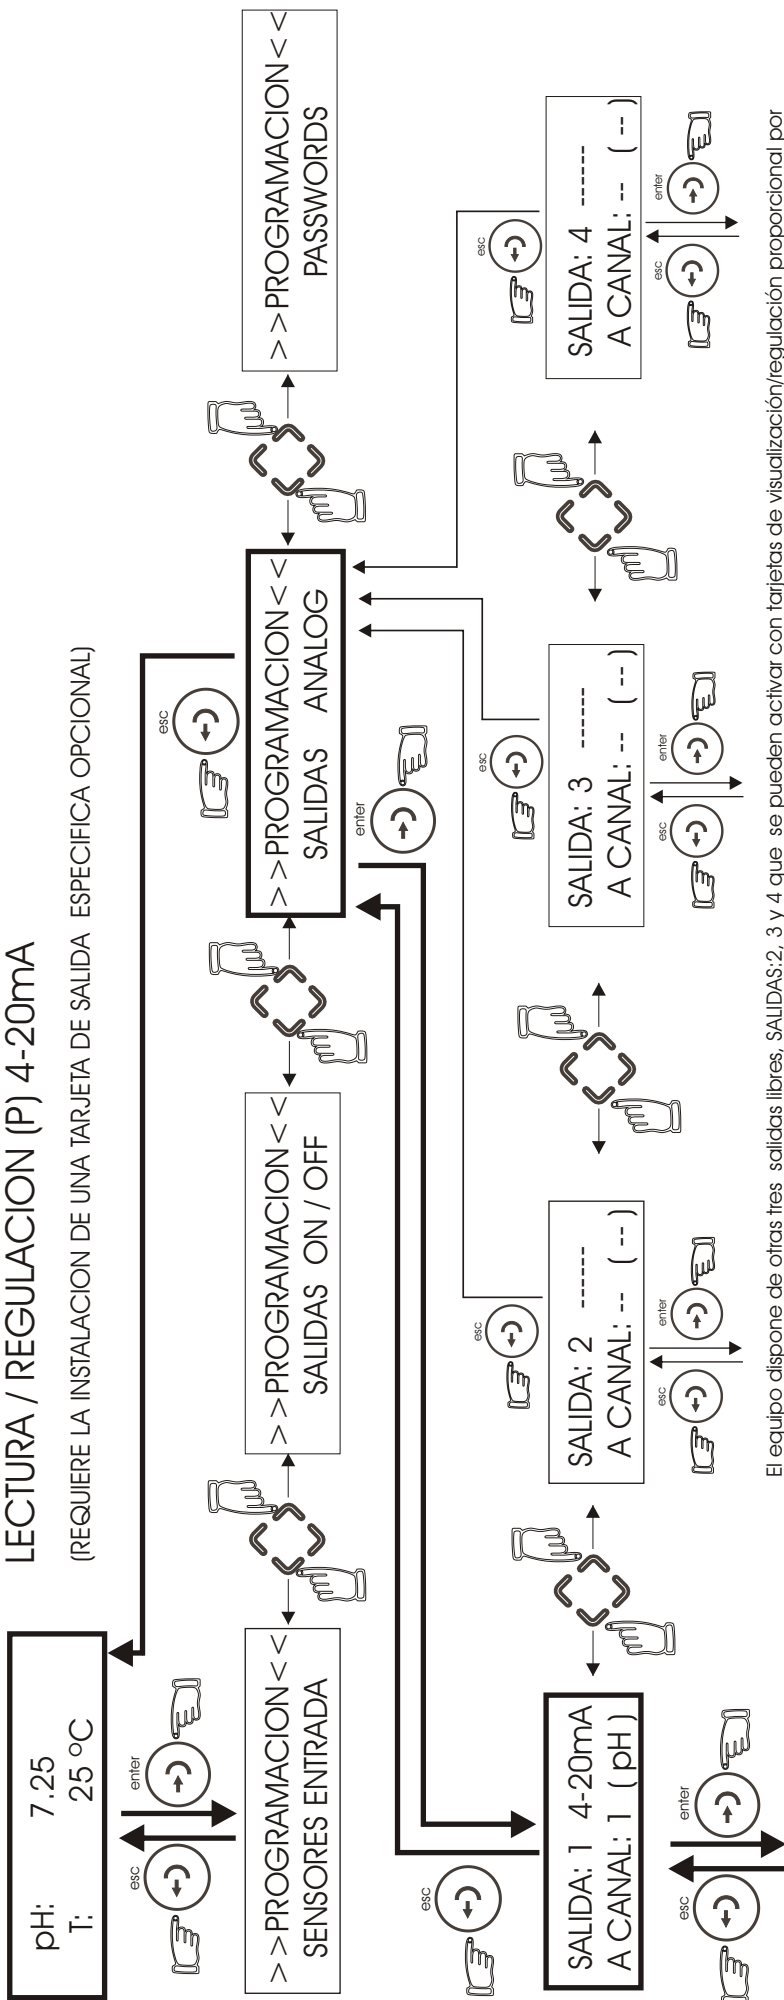 LECTURA / REGULACION (P) 4-20mA
(REQUIERE LA INSTALACION DE UNA TARJETA DE SALIDA ESPECIFICA OPCIONAL)
pH: 7.25
T: 25 ºC
esc
enter
esc
> >PROGRAMACION< <
SENSORES ENTRADA
> >PROGRAMACION< <
SALIDAS ON / OFF
> >PROGRAMACION< <
SALIDAS ANALOG
> >PROGRAMACION< <
PASSWORDS
esc
enter
esc
esc
esc
SALIDA: 1 4-20mA
A CANAL: 1 ( pH )
SALIDA: 2 ------
A CANAL: -- ( -- )
SALIDA: 3 ------
A CANAL: -- ( -- )
SALIDA: 4 ------
A CANAL: -- ( -- )
esc
enter
esc
enter
esc
enter
esc
enter
El equipo dispone de otras tres salidas libres, SALIDAS:2, 3 y 4 que se pueden activar con tarjetas de visualización/regulación proporcional por